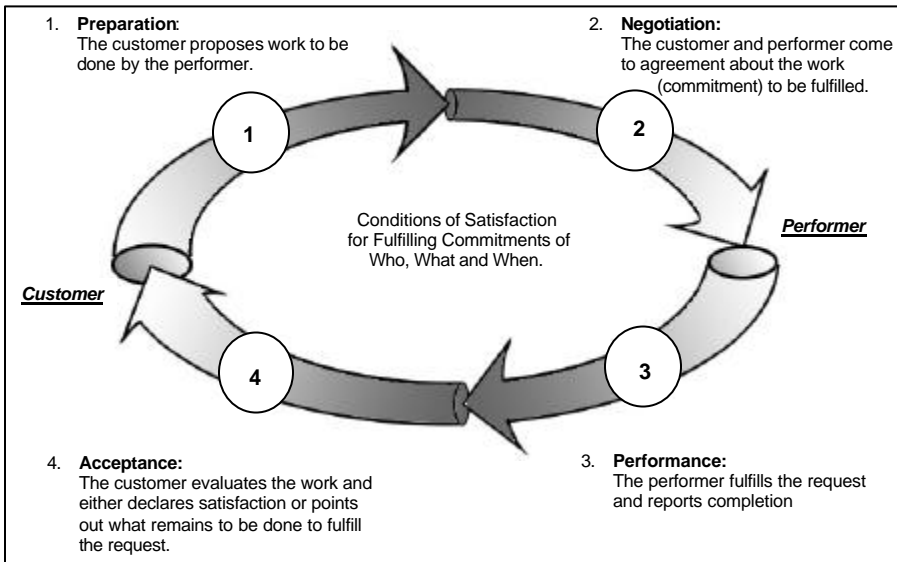 1. Preparation:
The customer proposes work to be
done by the performer.
2. Negotiation:
The customer and performer come
to agreement about the work
(commitment) to be fulfilled.
1
2
Conditions of Satisfaction
for Fulfilling Commitments of
Who, What and When.
Performer
Customer
4
3
4. Acceptance:
The customer evaluates the work and
either declares satisfaction or points
out what remains to be done to fulfill
the request.
3. Performance:
The performer fulfills the request
and reports completion